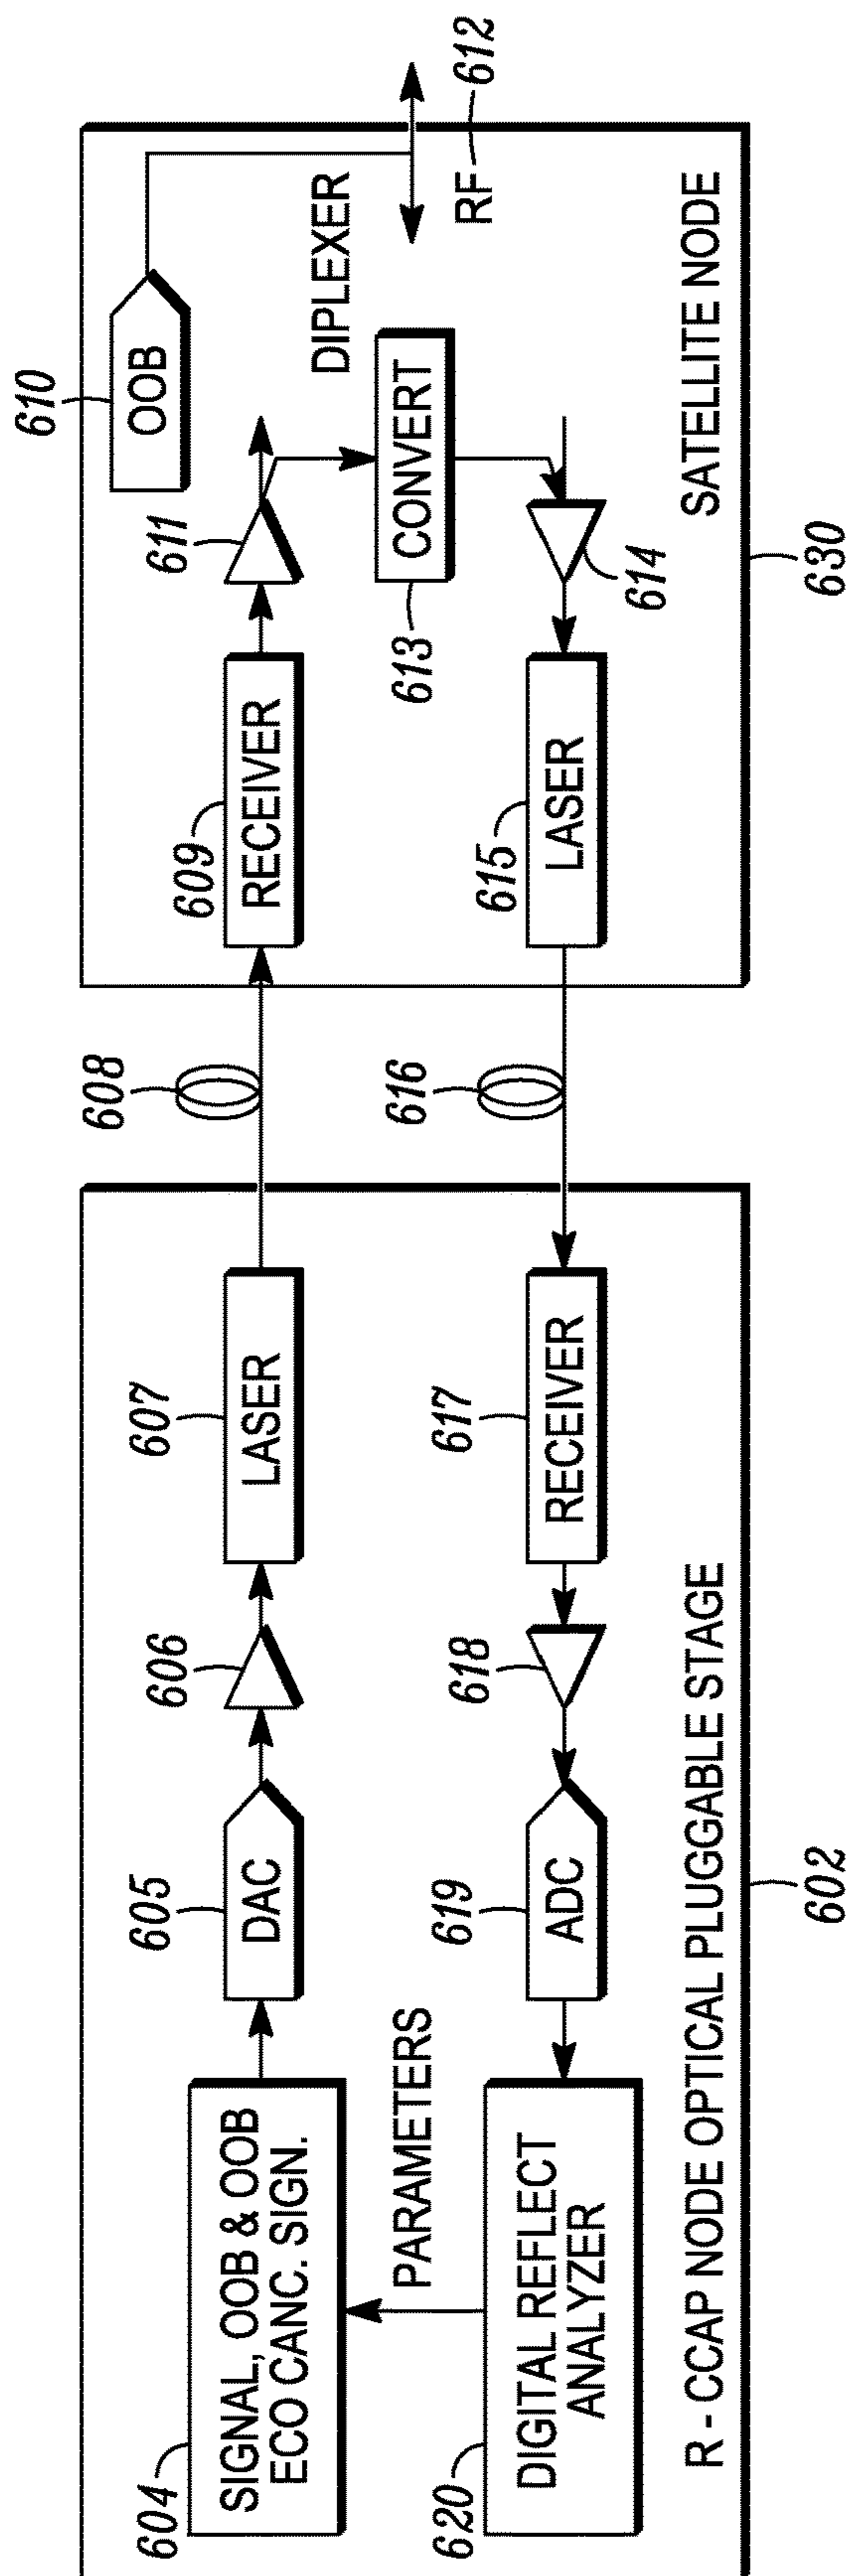 604
SIGNAL, OOB & OOB
ECO CANC. SIGN.
605
DAC
606
607
LASER
608
609
RECEIVER
611
610
OOB
DIPLEXER
RF
612
PARAMETERS
613
CONVERT
620
DIGITAL REFLECT
ANALYZER
619
ADC
618
617
RECEIVER
616
615
LASER
614
R - CCAP NODE OPTICAL PLUGGABLE STAGE
602
SATELLITE NODE
630